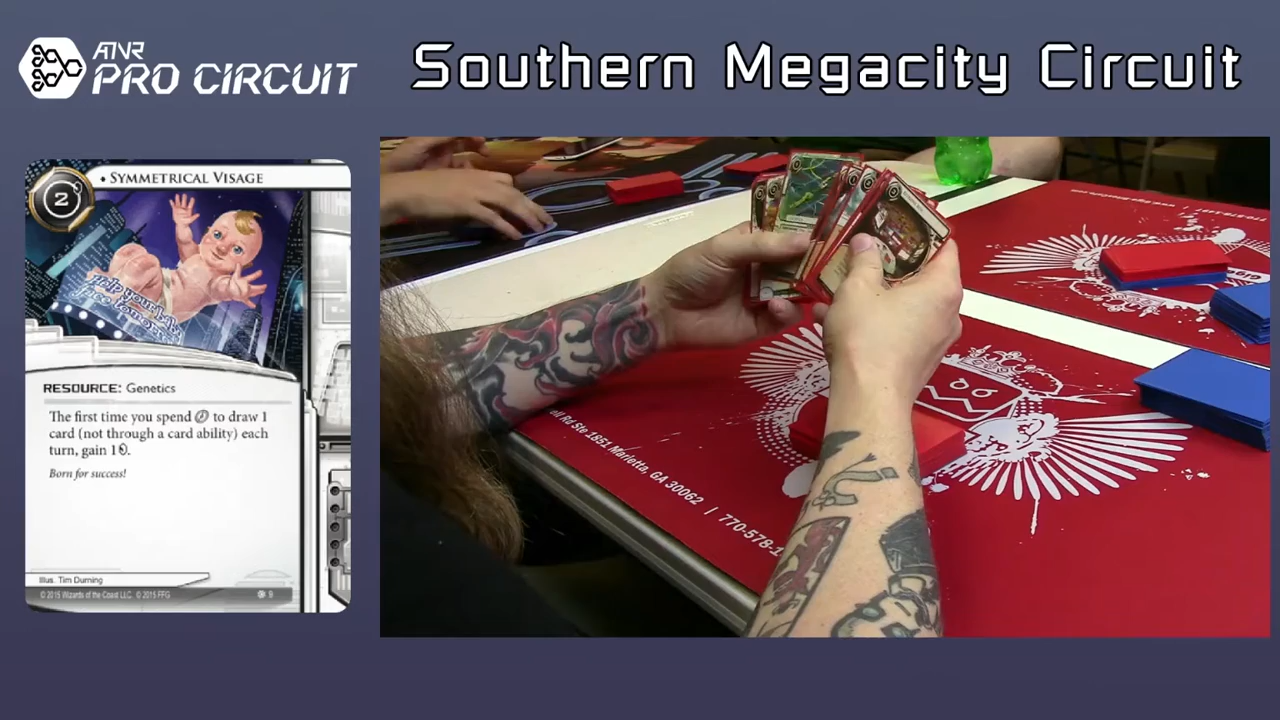 ANR
PRO CIRCUIT
Southern Megacity Circuit
2
SYMMETRICAL VISAGE
RESOURCE: Genetics
The first time you spend to draw 1
card (not through a card ability) each
turn, gain 1
Born for success!
Illus. Tim Durning
© 2015 Wizards of the Coast LLC. © 2015 FFG
Rd Ste 1851 Marietta, GA 30062 | 770-578-1